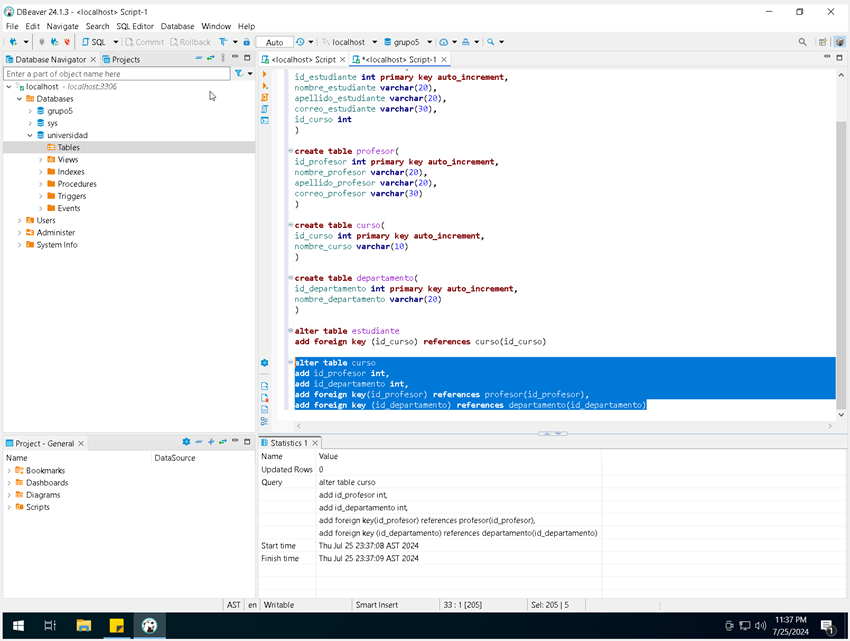 DBeaver 24.1.3 - <localhost> Script-1
File Edit Navigate Search SQL Editor Database Window Help
SQL Commit Rollback Auto localhost grupo5
Database Navigator Projects
<localhost> Script *<localhost> Script-1
Enter a part of object name here
localhost - localhost:3306
Databases
grupo5
sys
universidad
Tables
Views
Indexes
Procedures
Triggers
Events
Users
Administer
System Info
id_estudiante int primary key auto_increment,
nombre_estudiante varchar(20),
apellido_estudiante varchar(20),
correo_estudiante varchar(30),
id_curso int
)
create table profesor(
id_profesor int primary key auto_increment,
nombre_profesor varchar(20),
apellido_profesor varchar(20),
correo_profesor varchar(30)
)
create table curso(
id_curso int primary key auto_increment,
nombre_curso varchar(10)
)
create table departamento(
id_departamento int primary key auto_increment,
nombre_departamento varchar(20)
)
alter table estudiante
add foreign key (id_curso) references curso(id_curso)
alter table curso
add id_profesor int,
add id_departamento int,
add foreign key(id_profesor) references profesor(id_profesor),
add foreign key (id_departamento) references departamento(id_departamento)
Project - General
Name DataSource
Bookmarks
Dashboards
Diagrams
Scripts
Statistics 1
Name Value
Updated Rows 0
Query alter table curso
add id_profesor int,
add id_departamento int,
add foreign key(id_profesor) references profesor(id_profesor),
add foreign key (id_departamento) references departamento(id_departamento)
Start time Thu Jul 25 23:37:08 AST 2024
Finish time Thu Jul 25 23:37:09 AST 2024
AST en Writable Smart Insert 33 : 1 [205] Sel: 205 | 5
11:37 PM
7/25/2024
1